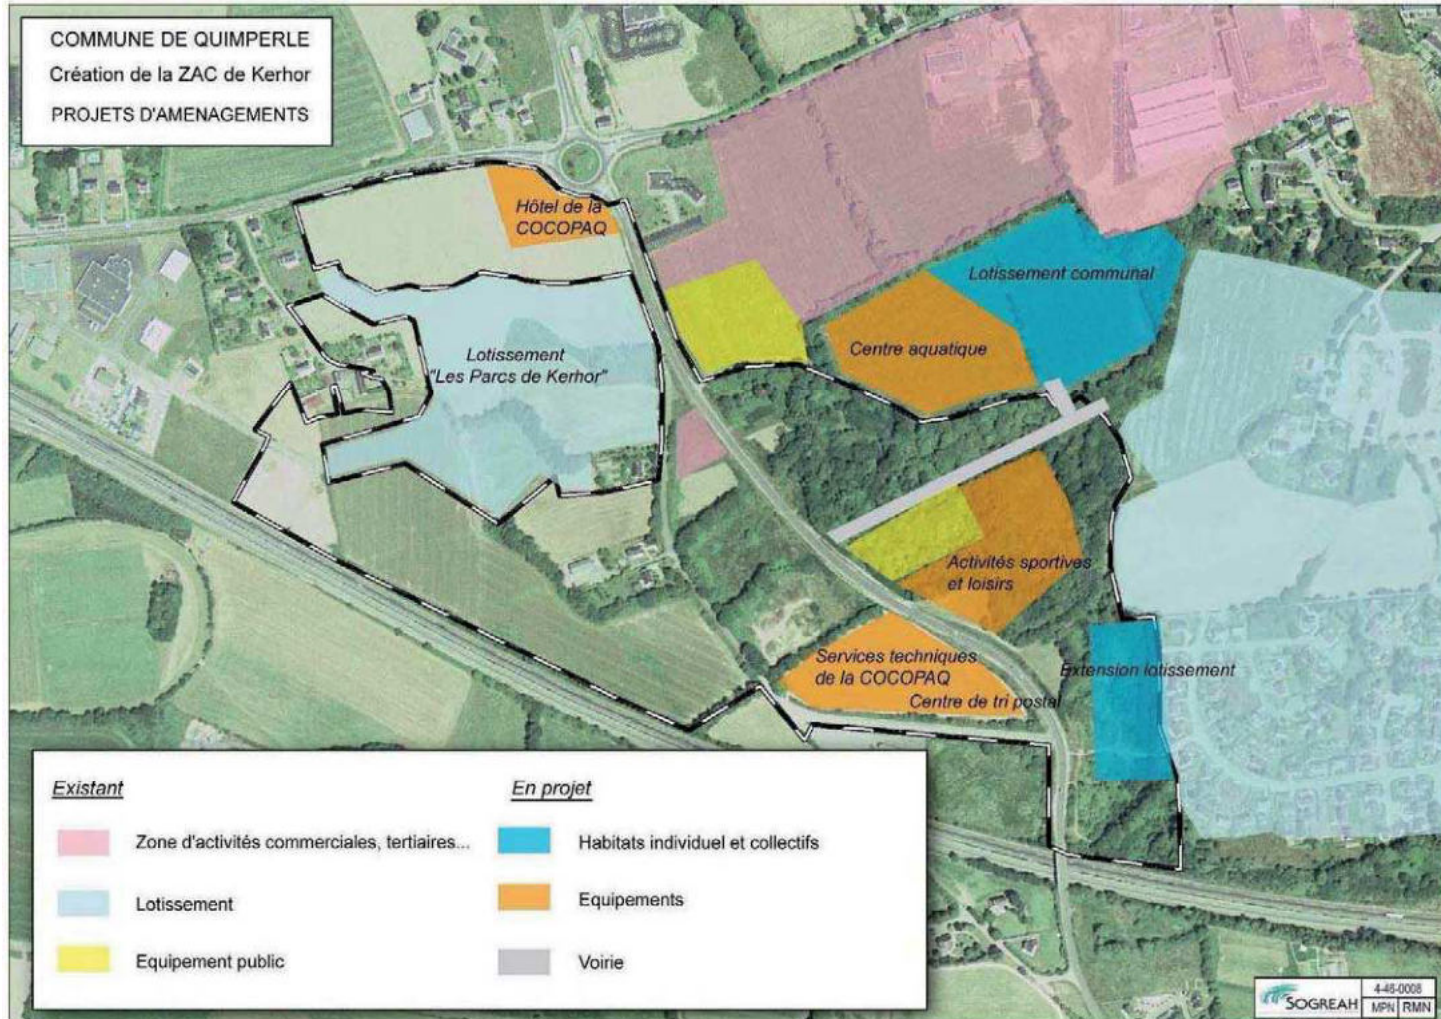 COMMUNE DE QUIMPERLE
Création de la ZAC de Kerhor
PROJETS D'AMENAGEMENTS
Hôtel de la
COCOPAQ
Lotissement communal
Centre aquatique
Lotissement
"Les Parcs de Kerhor"
Activités sportives
et loisirs
Services techniques
de la COCOPAQ
Centre de tri postal
Extension lotissement
Existant
Zone d'activités commerciales, tertiaires...
Lotissement
Equipement public
En projet
Habitats individuel et collectifs
Equipements
Voirie
SOGREAH
4-46-0008
MPN RMN